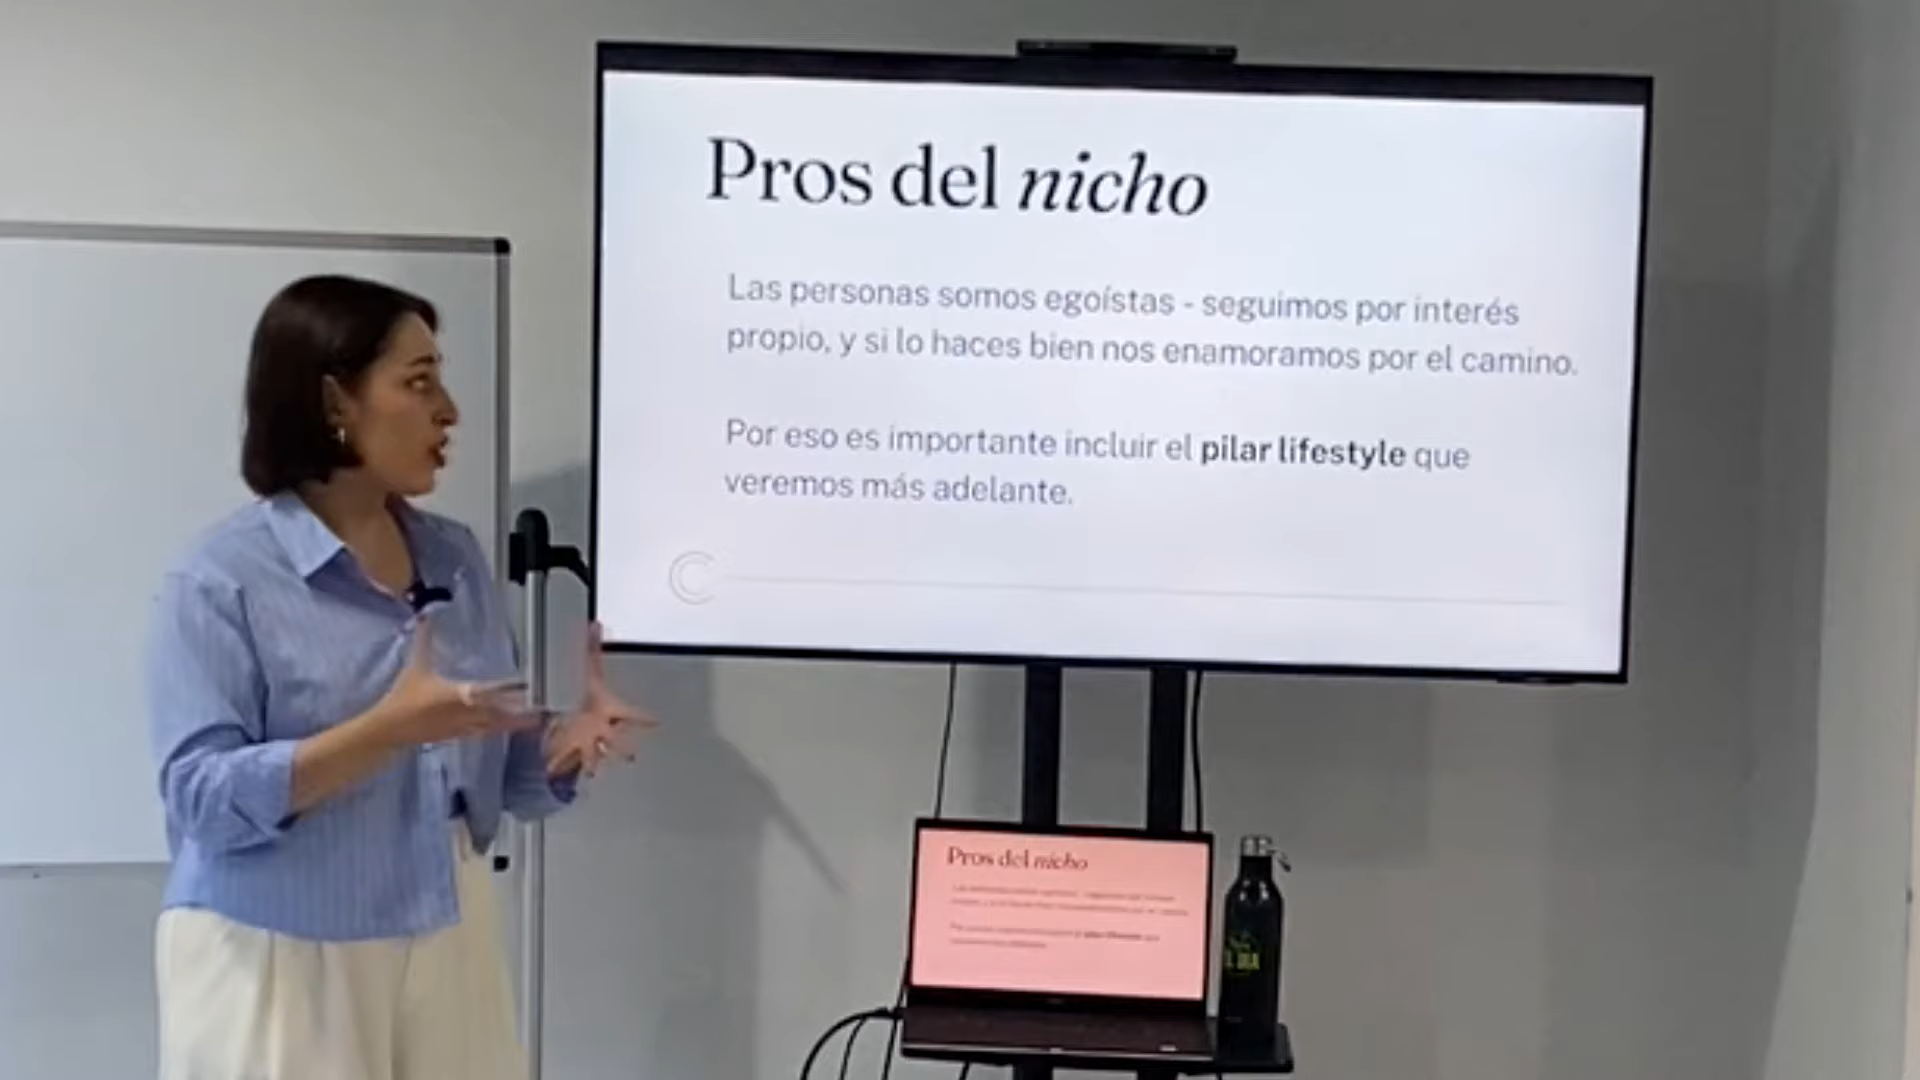 Pros del nicho
Las personas somos egoístas - seguimos por interés
propio, y si lo haces bien nos enamoramos por el camino.
Por eso es importante incluir el pilar lifestyle que
veremos más adelante.
Pros del nicho